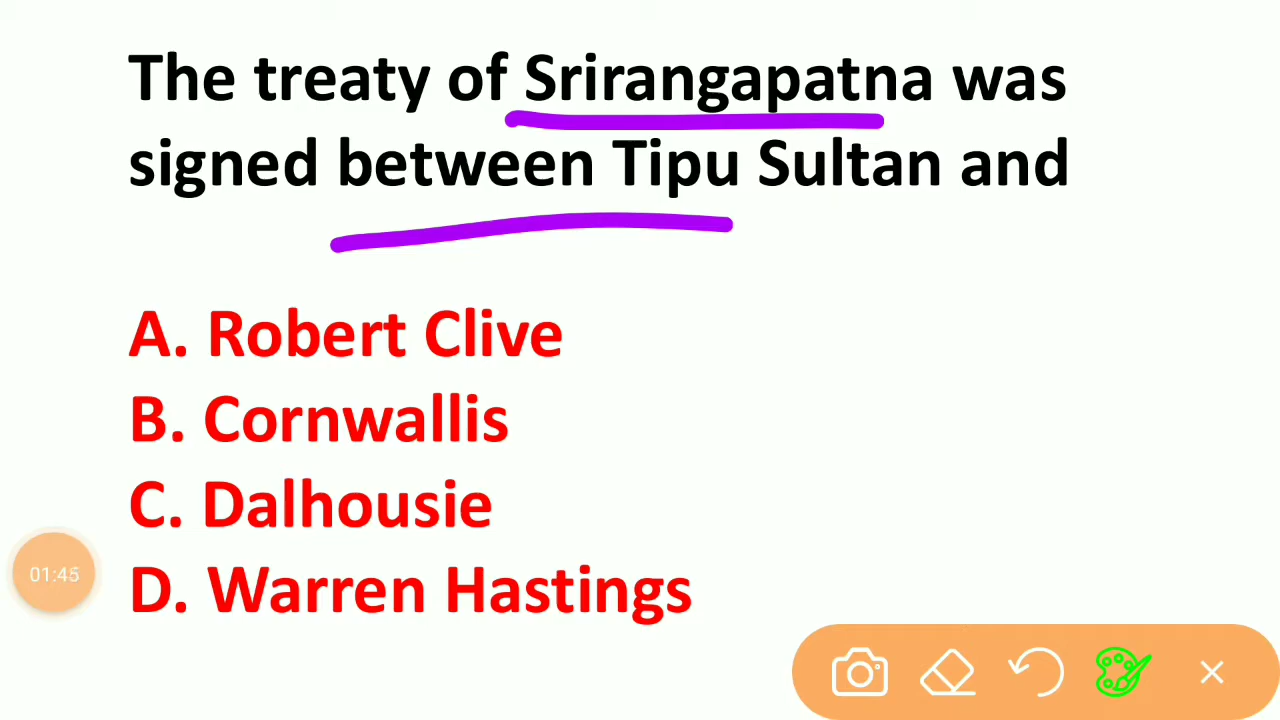 The treaty of Srirangapatna was
signed between Tipu Sultan and
A. Robert Clive
B. Cornwallis
C. Dalhousie
D. Warren Hastings
01:45